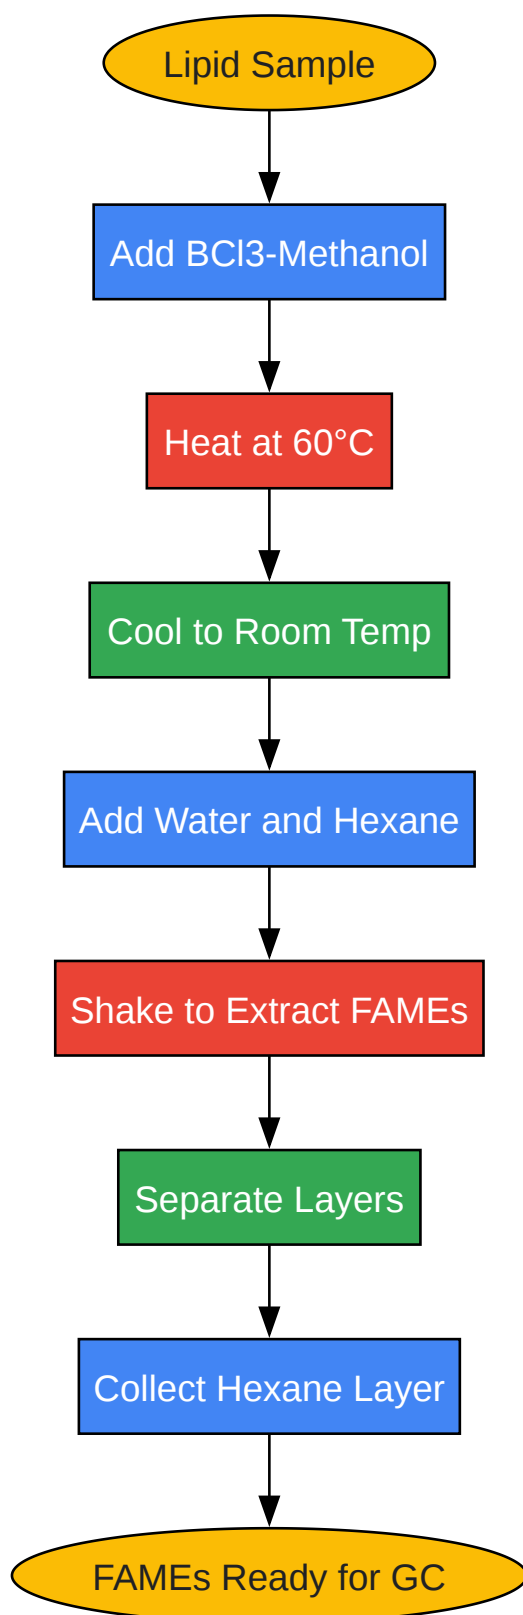 Lipid Sample
Add BCl3-Methanol
Heat at 60°C
Cool to Room Temp
Add Water and Hexane
Shake to Extract FAMEs
Separate Layers
Collect Hexane Layer
FAMEs Ready for GC